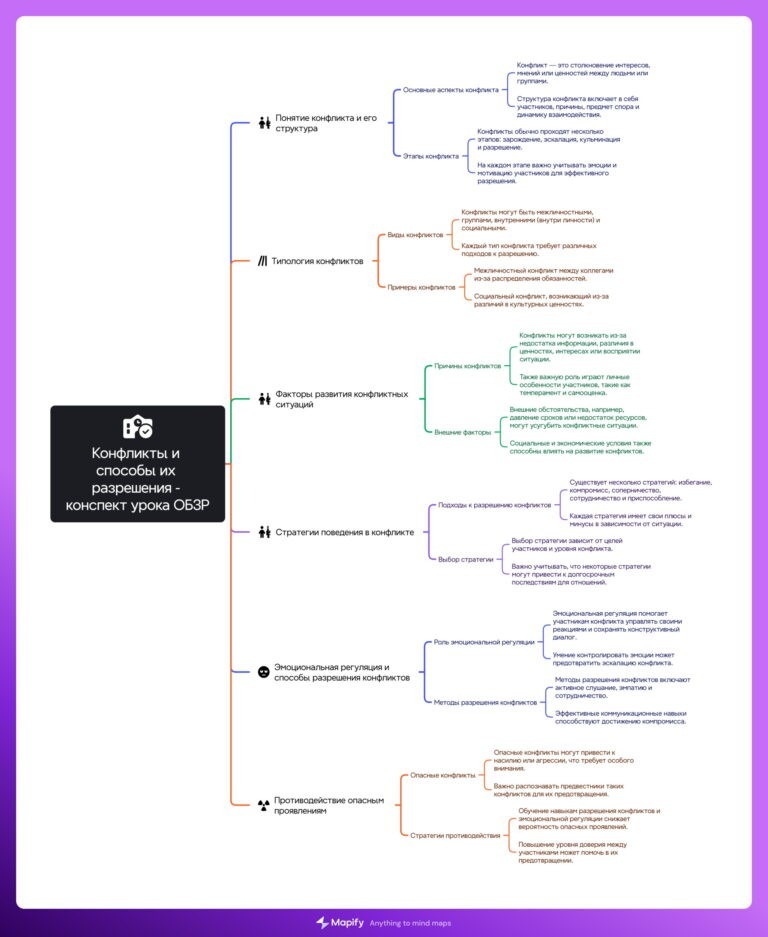 Конфликты и
способы их
разрешения -
конспект урока ОБЗР
Понятие конфликта и его
структура
Основные аспекты конфликта
Конфликт — это столкновение интересов,
мнений или ценностей между людьми или
группами.
Структура конфликта включает в себя
участников, причины, предмет спора и
динамику взаимодействия.
Этапы конфликта
Конфликты обычно проходят несколько
этапов: зарождение, эскалация, кульминация
и разрешение.
На каждом этапе важно учитывать эмоции и
мотивацию участников для эффективного
разрешения.
Типология конфликтов
Виды конфликтов
Конфликты могут быть межличностными,
группами, внутренними (внутри личности) и
социальными.
Каждый тип конфликта требует различных
подходов к разрешению.
Примеры конфликтов
Межличностный конфликт между коллегами
из-за распределения обязанностей.
Социальный конфликт, возникающий из-за
различий в культурных ценностях.
Факторы развития конфликтных
ситуаций
Причины конфликтов
Конфликты могут возникать из-за
недостатка информации, различия в
ценностях, интересах или восприятии
ситуации.
Также важную роль играют личные
особенности участников, такие как
темперамент и самооценка.
Внешние факторы
Внешние обстоятельства, например,
давление сроков или недостаток ресурсов,
могут усугубить конфликтные ситуации.
Социальные и экономические условия также
способны влиять на развитие конфликтов.
Стратегии поведения в конфликте
Подходы к разрешению конфликтов
Существует несколько стратегий: избегание,
компромисс, соперничество,
сотрудничество и приспособление.
Каждая стратегия имеет свои плюсы и
минусы в зависимости от ситуации.
Выбор стратегии
Выбор стратегии зависит от целей
участников и уровня конфликта.
Важно учитывать, что некоторые стратегии
могут привести к долгосрочным
последствиям для отношений.
Эмоциональная регуляция и
способы разрешения конфликтов
Роль эмоциональной регуляции
Эмоциональная регуляция помогает
участникам конфликта управлять своими
реакциями и сохранять конструктивный
диалог.
Умение контролировать эмоции может
предотвратить эскалацию конфликта.
Методы разрешения конфликтов
Методы разрешения конфликтов включают
активное слушание, эмпатию и
сотрудничество.
Эффективные коммуникационные навыки
способствуют достижению компромисса.
Противодействие опасным
проявлениям
Опасные конфликты
Опасные конфликты могут привести к
насилию или агрессии, что требует особого
внимания.
Важно распознавать предвестники таких
конфликтов для их предотвращения.
Стратегии противодействия
Обучение навыкам разрешения конфликтов и
эмоциональной регуляции снижает
вероятность опасных проявлений.
Повышение уровня доверия между
участниками может помочь в их
предотвращении.
Mapify Anything to mind maps